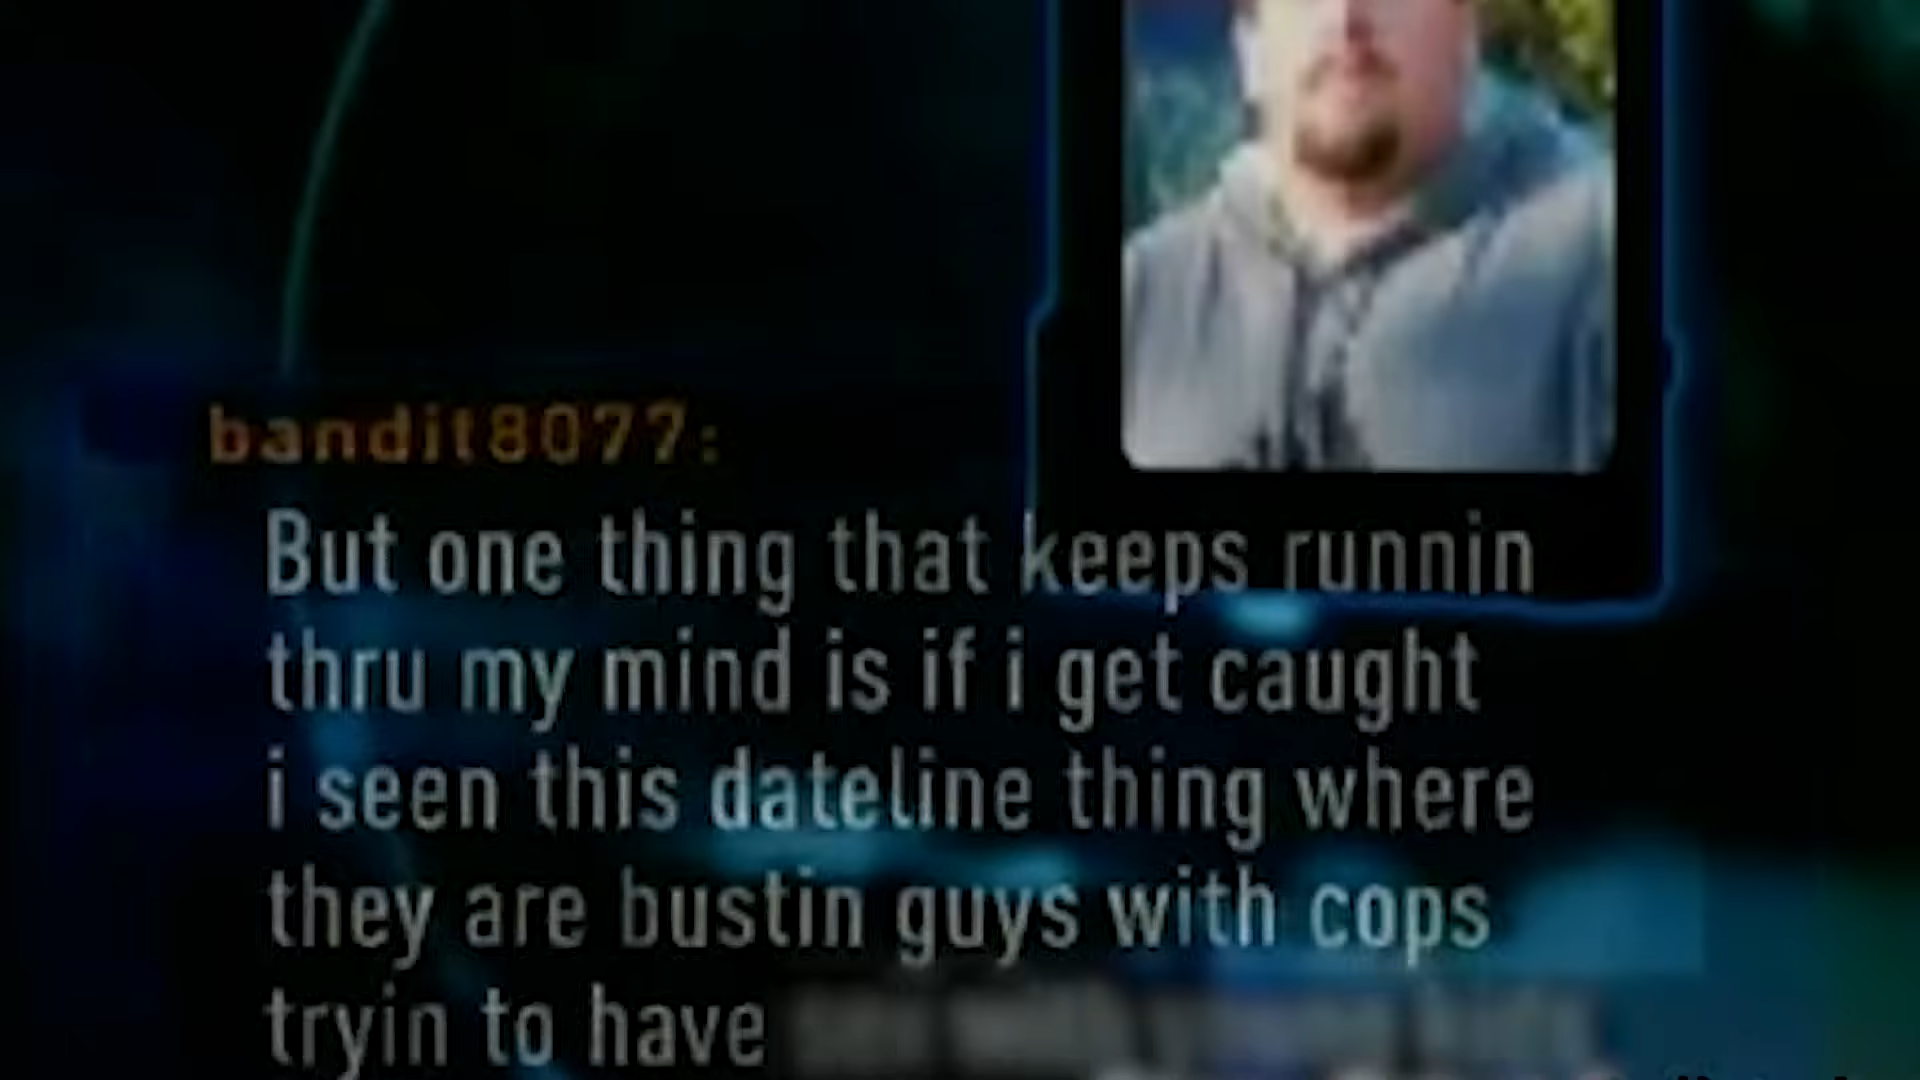 bandit8077:
But one thing that keeps runnin
thru my mind is if i get caught
i seen this dateline thing where
they are bustin guys with cops
tryin to have